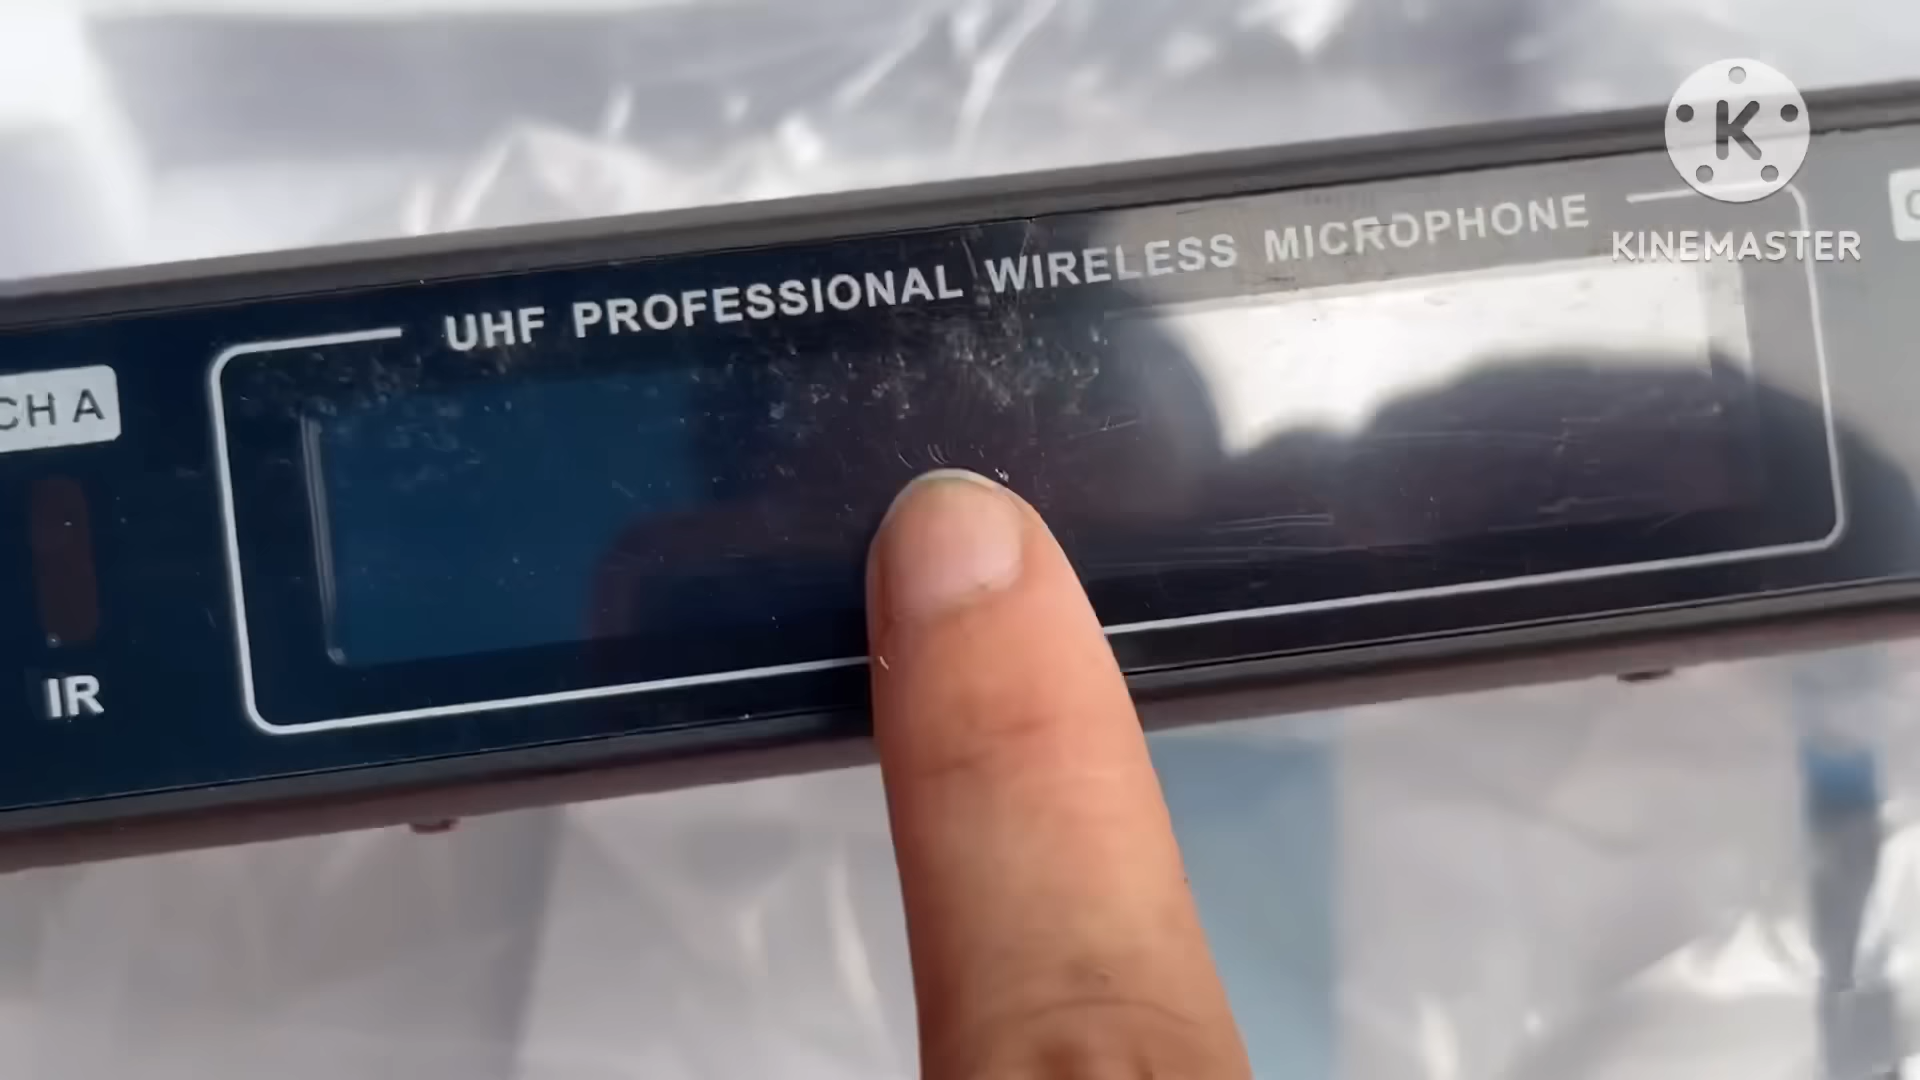 UHF PROFESSIONAL WIRELESS MICROPHONE
CH A
IR
K
KINEMASTER